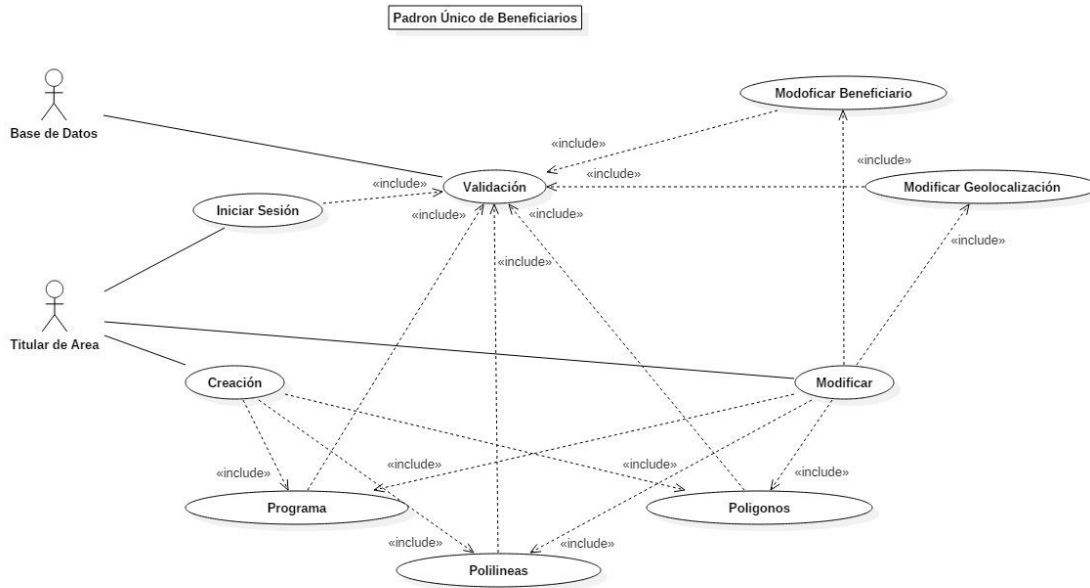 Padron Único de Beneficiarios
Base de Datos
Modoficar Beneficiario
«include»
«include»
«include»
Validación
Modificar Geolocalización
Iniciar Sesión
«include»
«include»
«include»
«include»
«include»
Titular de Area
Creación
Modificar
«include»
«include»
«include»
«include»
Programa
Poligonos
«include»
«include»
Polilineas